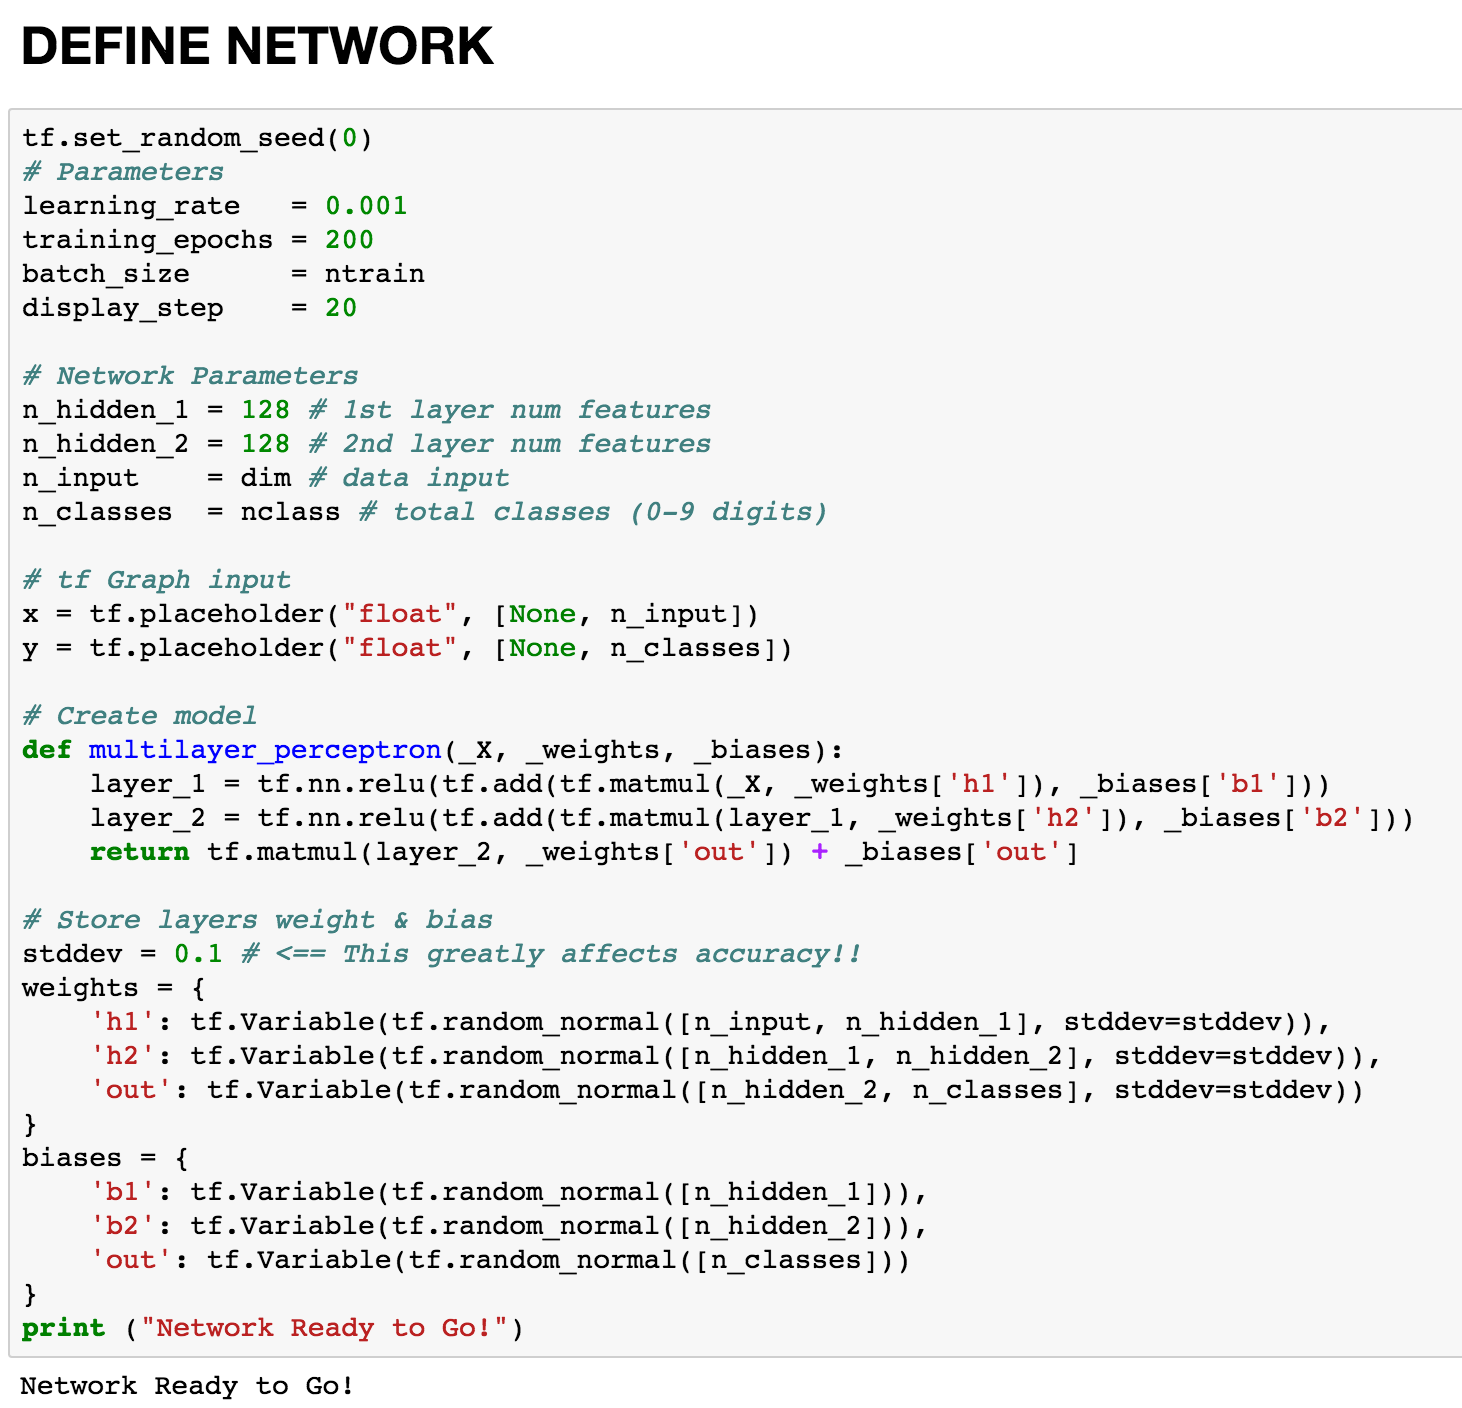 DEFINE NETWORK
tf.set_random_seed(0)
# Parameters
learning_rate   = 0.001
training_epochs = 200
batch_size      = ntrain
display_step    = 20
# Network Parameters
n_hidden_1 = 128 # 1st layer num features
n_hidden_2 = 128 # 2nd layer num features
n_input    = dim # data input
n_classes  = nclass # total classes (0-9 digits)
# tf Graph input
x = tf.placeholder("float", [None, n_input])
y = tf.placeholder("float", [None, n_classes])
# Create model
def multilayer_perceptron(_X, _weights, _biases):
    layer_1 = tf.nn.relu(tf.add(tf.matmul(_X, _weights['h1']), _biases['b1']))
    layer_2 = tf.nn.relu(tf.add(tf.matmul(layer_1, _weights['h2']), _biases['b2']))
    return tf.matmul(layer_2, _weights['out']) + _biases['out']
# Store layers weight & bias
stddev = 0.1 # <== This greatly affects accuracy!!
weights = {
    'h1': tf.Variable(tf.random_normal([n_input, n_hidden_1], stddev=stddev)),
    'h2': tf.Variable(tf.random_normal([n_hidden_1, n_hidden_2], stddev=stddev)),
    'out': tf.Variable(tf.random_normal([n_hidden_2, n_classes], stddev=stddev))
}
biases = {
    'b1': tf.Variable(tf.random_normal([n_hidden_1])),
    'b2': tf.Variable(tf.random_normal([n_hidden_2])),
    'out': tf.Variable(tf.random_normal([n_classes]))
}
print ("Network Ready to Go!")
Network Ready to Go!